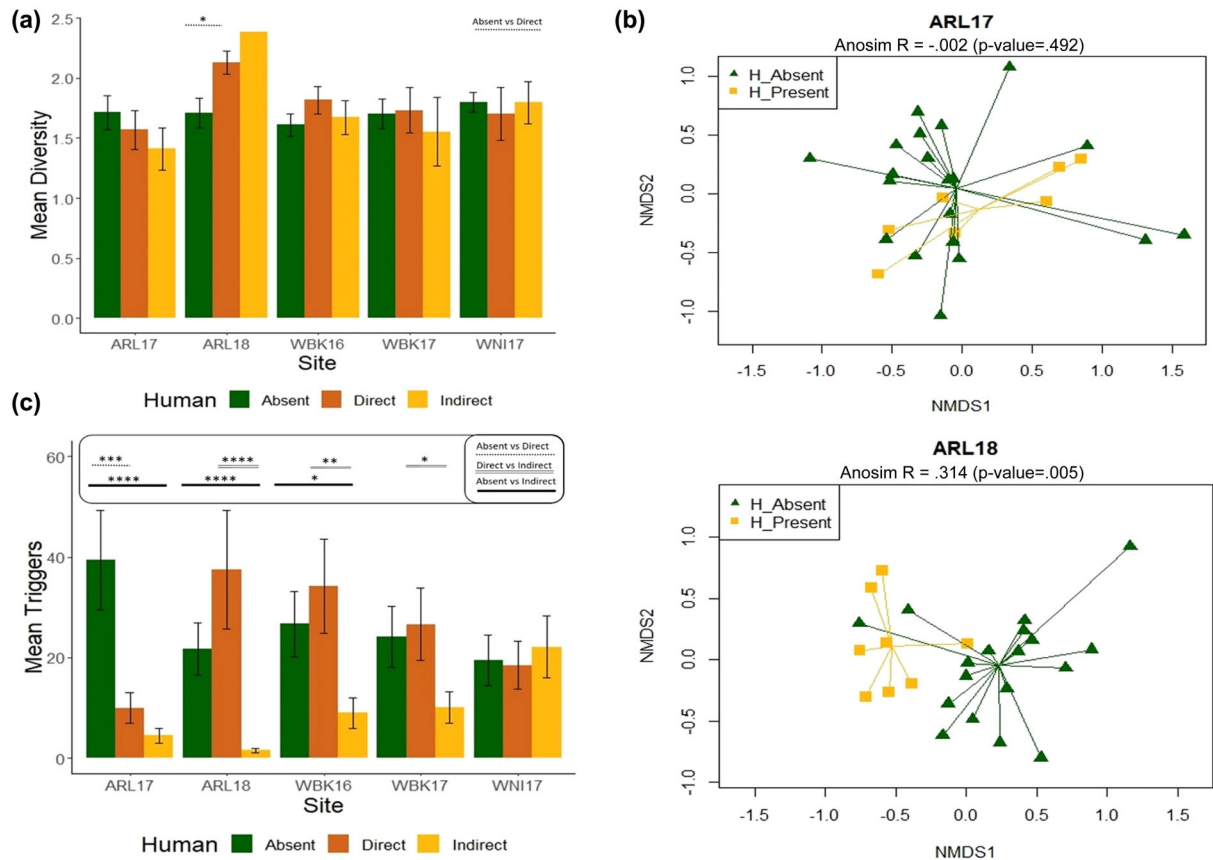 (a)
2.5
2.0
1.5
1.0
0.5
0.0
Mean Diversity
*
Absent vs Direct
ARL17 ARL18 WBK16 WBK17 WNI17
Site
Human Absent Direct Indirect
(b)
ARL17
Anosim R = -.002 (p-value=.492)
H_Absent
H_Present
1.0
0.5
0.0
-0.5
-1.0
NMDS2
-1.5 -1.0 -0.5 0.0 0.5 1.0 1.5
NMDS1
(c)
60
40
20
0
Mean Triggers
*** **** ** *
**** **** *
Absent vs Direct
Direct vs Indirect
Absent vs Indirect
ARL17 ARL18 WBK16 WBK17 WNI17
Site
Human Absent Direct Indirect
ARL18
Anosim R = .314 (p-value=.005)
H_Absent
H_Present
1.0
0.5
0.0
-0.5
-1.0
NMDS2
-1.5 -1.0 -0.5 0.0 0.5 1.0 1.5
NMDS1